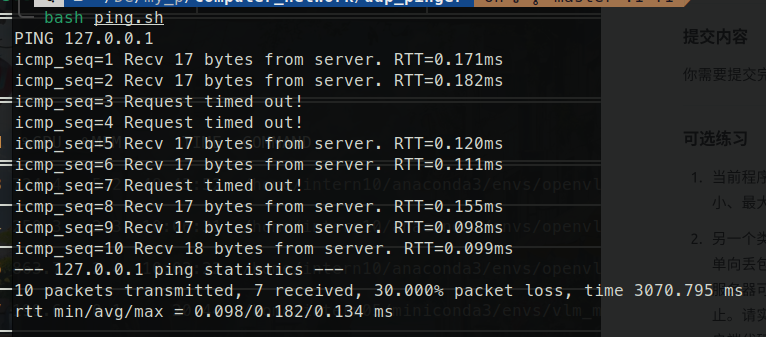 bash ping.sh
PING 127.0.0.1
icmp_seq=1 Recv 17 bytes from server. RTT=0.171ms
icmp_seq=2 Recv 17 bytes from server. RTT=0.182ms
icmp_seq=3 Request timed out!
icmp_seq=4 Request timed out!
icmp_seq=5 Recv 17 bytes from server. RTT=0.120ms
icmp_seq=6 Recv 17 bytes from server. RTT=0.111ms
icmp_seq=7 Request timed out!
icmp_seq=8 Recv 17 bytes from server. RTT=0.155ms
icmp_seq=9 Recv 17 bytes from server. RTT=0.098ms
icmp_seq=10 Recv 18 bytes from server. RTT=0.099ms
--- 127.0.0.1 ping statistics ---
10 packets transmitted, 7 received, 30.000% packet loss, time 3070.795 ms
rtt min/avg/max = 0.098/0.182/0.134 ms
提交内容
你需要提交完
可选练习
1. 当前程序
小、最大
2. 另一个类
单向丢包
服务器可
止。请实